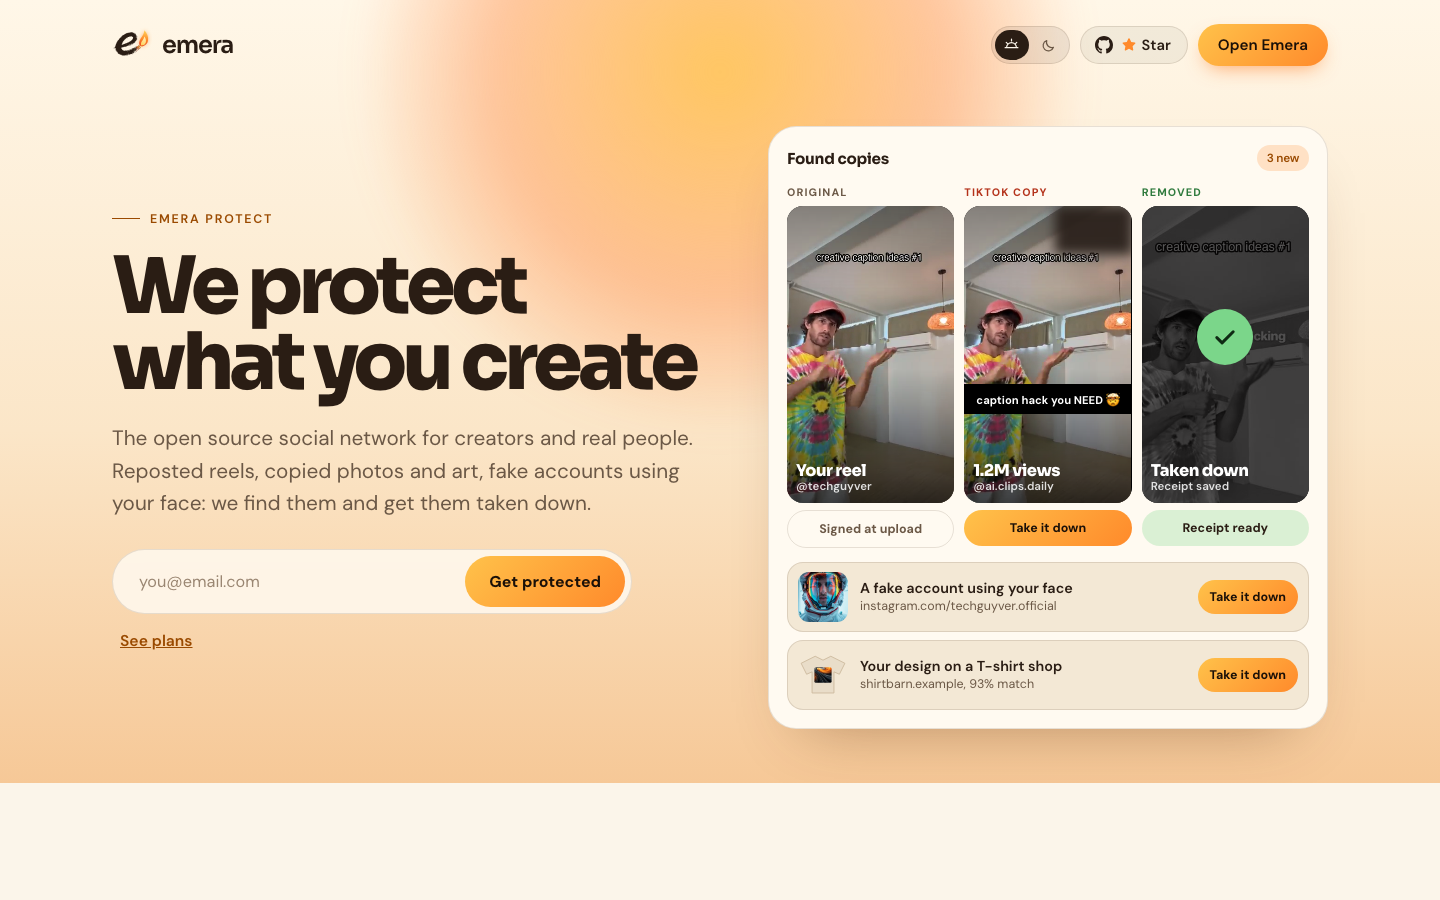 emera
Star
Open Emera
EMERA PROTECT
We protect
what you create
The open source social network for creators and real people.
Reposted reels, copied photos and art, fake accounts using
your face: we find them and get them taken down.
you@email.com
Get protected
See plans
Found copies
3 new
ORIGINAL
creative caption ideas #1
Your reel
@techguyver
Signed at upload
TIKTOK COPY
creative caption ideas #1
caption hack you NEED 🤯
1.2M views
@ai.clips.daily
Take it down
REMOVED
creative caption ideas #1
Taken down
Receipt saved
Receipt ready
A fake account using your face
instagram.com/techguyver.official
Take it down
Your design on a T-shirt shop
shirtbarn.example, 93% match
Take it down